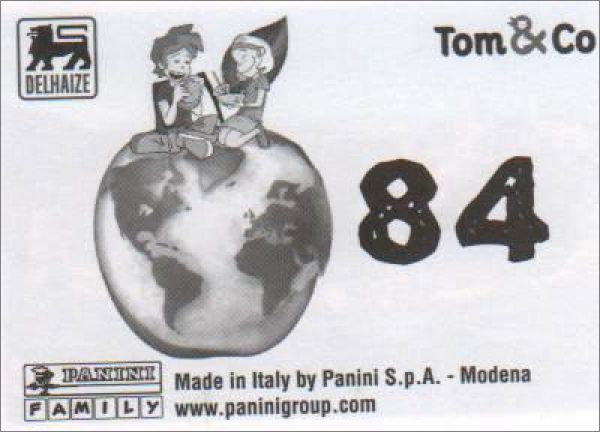 DELHAIZE
Tom & Co
84
PANINI
FAMILY
Made in Italy by Panini S.p.A. - Modena
www.paninigroup.com